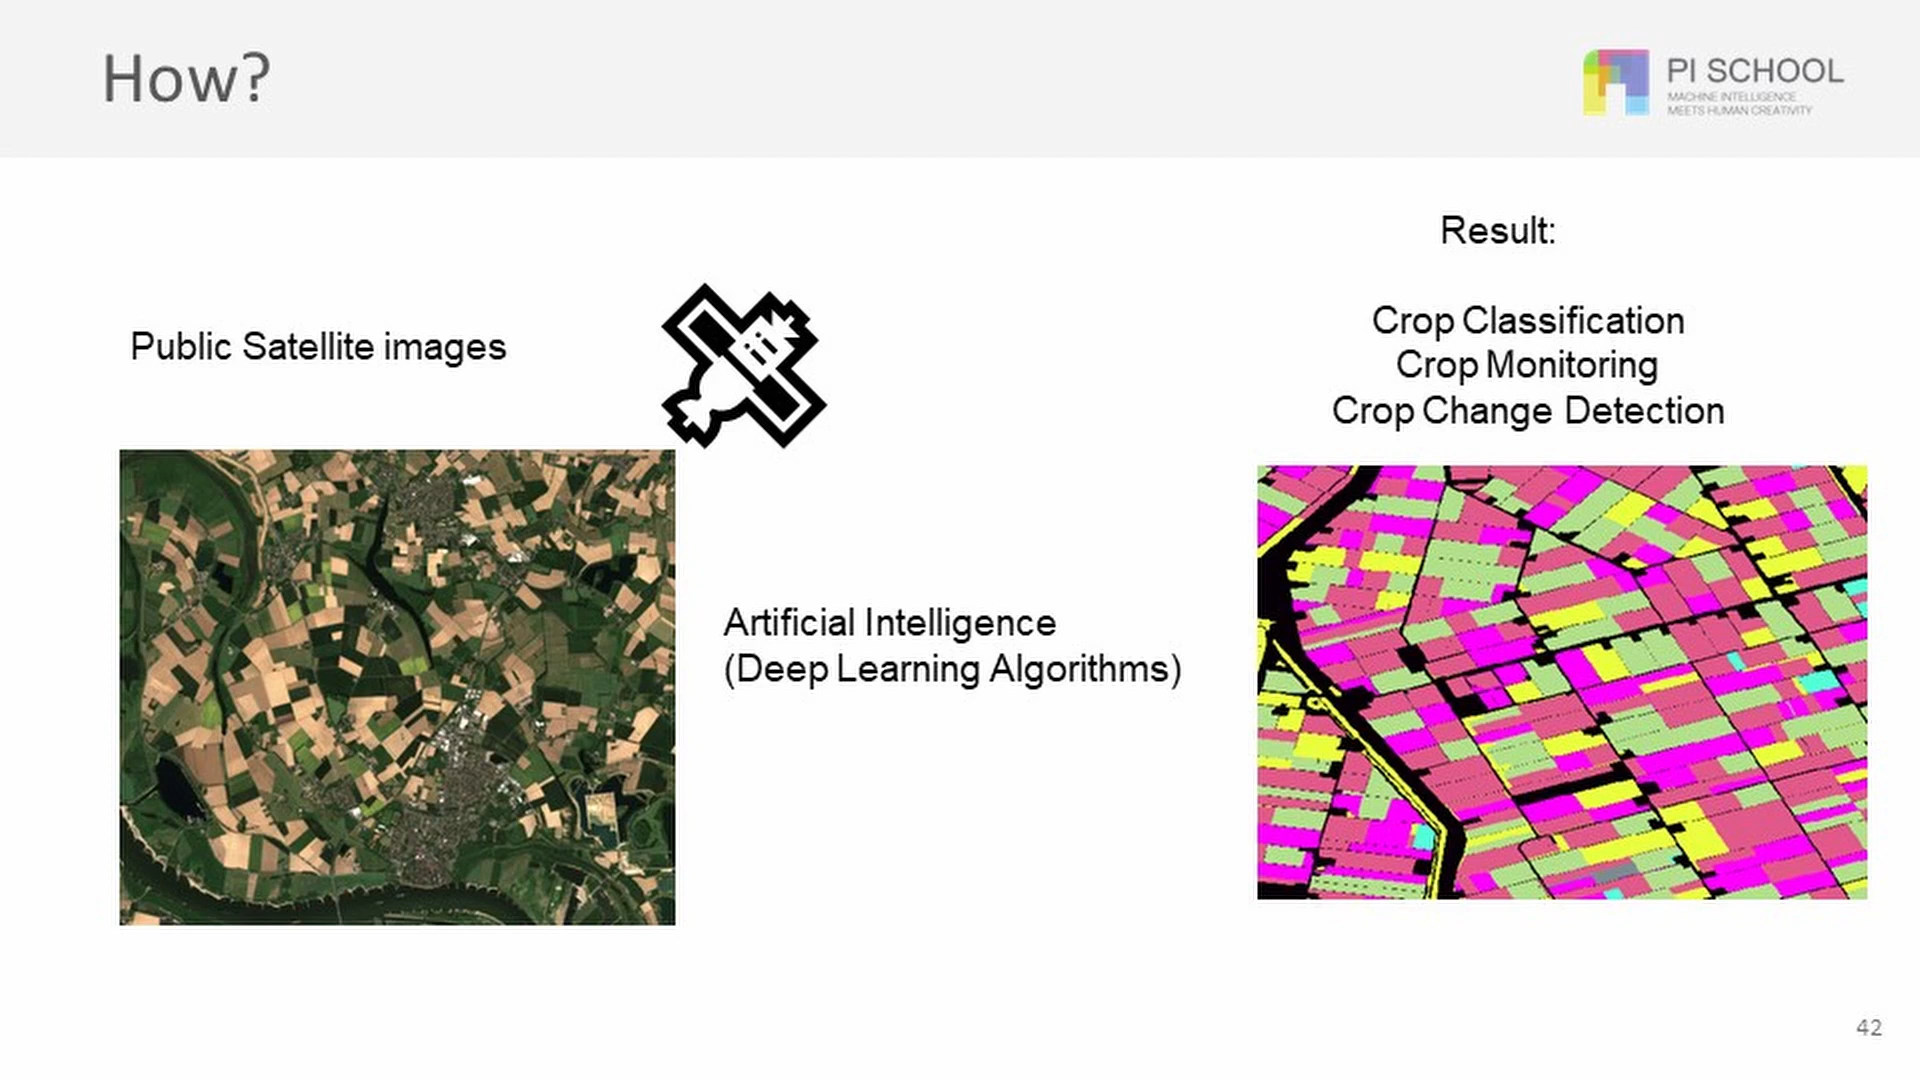 How?
PI SCHOOL
MACHINE INTELLIGENCE
MEETS HUMAN CREATIVITY
Public Satellite images
Artificial Intelligence
(Deep Learning Algorithms)
Result:
Crop Classification
Crop Monitoring
Crop Change Detection
42